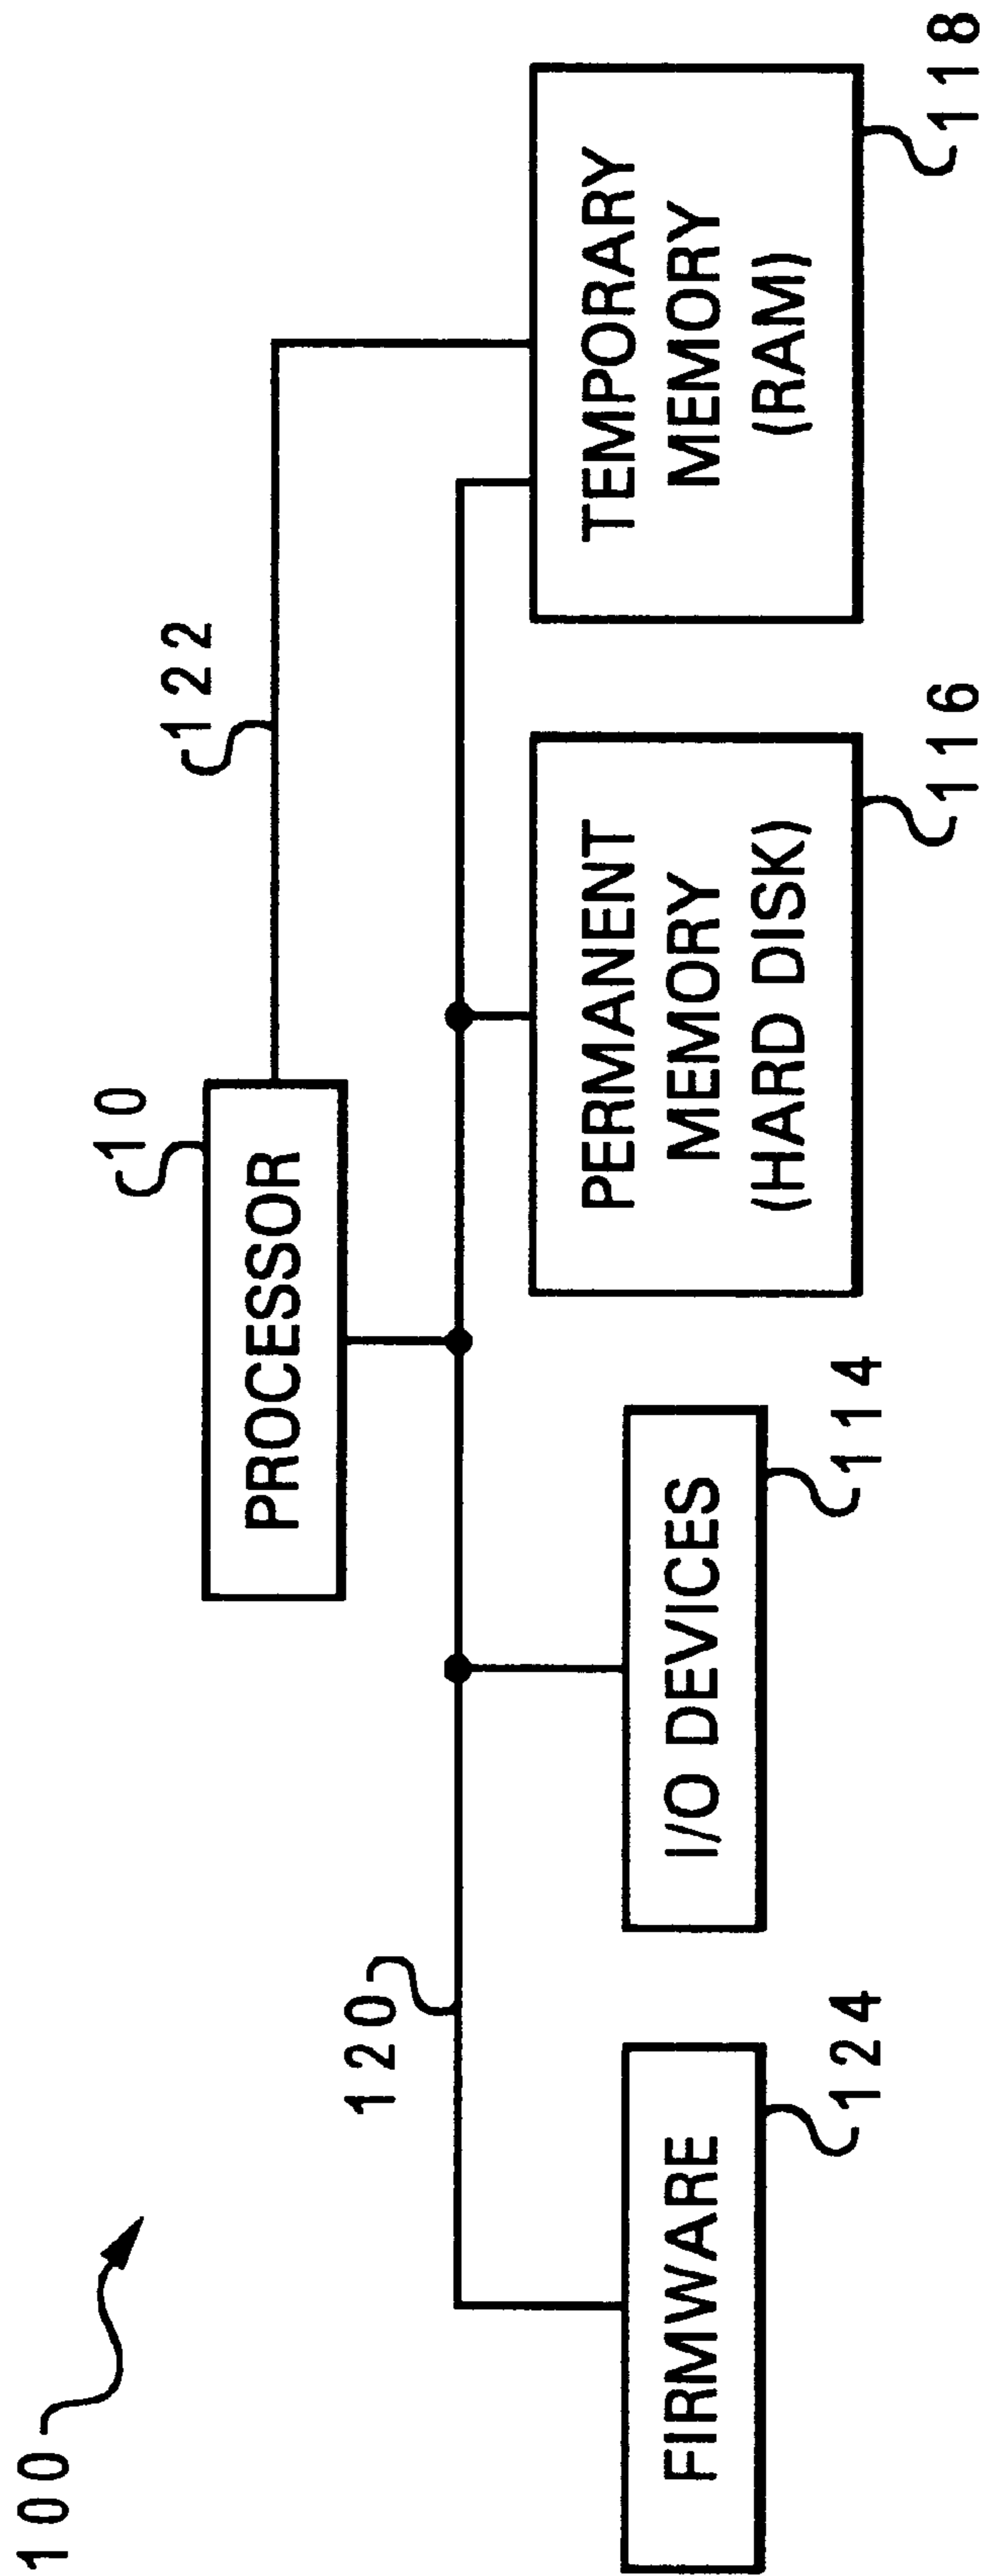 100
10
PROCESSOR
122
120
FIRMWARE
124
I/O DEVICES
114
PERMANENT
MEMORY
(HARD DISK)
116
TEMPORARY
MEMORY
(RAM)
118